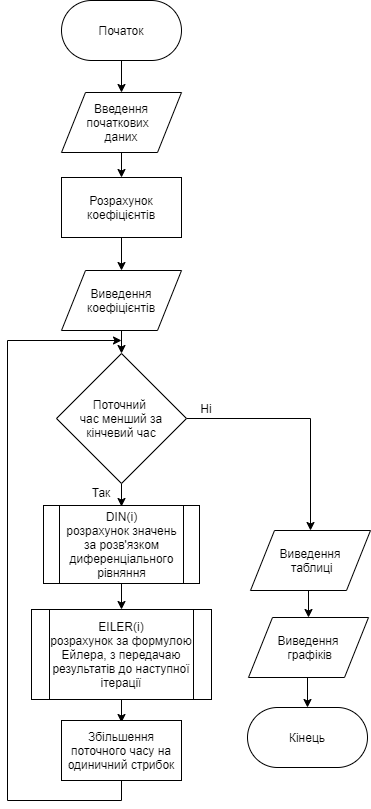 Початок
Введення
початкових
даних
Розрахунок
коефіцієнтів
Виведення
коефіцієнтів
Поточний
час менший за
кінчевий час
Ні
Так
DIN(i)
розрахунок значень
за розв'язком
диференціального
рівняння
EILER(i)
розрахунок за формулою
Ейлера, з передачаю
результатів до наступної
ітерації
Збільшення
поточного часу на
одиничний стрибок
Виведення
таблиці
Виведення
графіків
Кінець